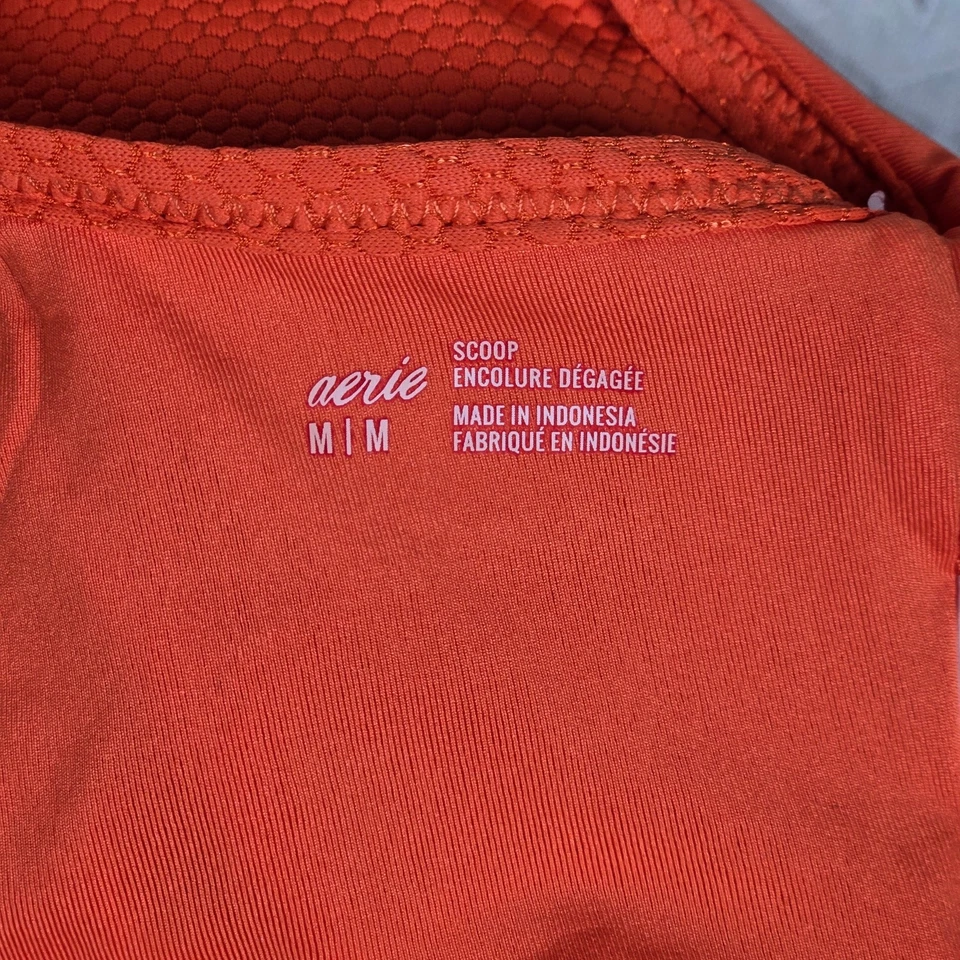 aerie
M | M
SCOOP
ENCOLURE DÉGAGÉE
MADE IN INDONESIA
FABRIQUÉ EN INDONÉSIE